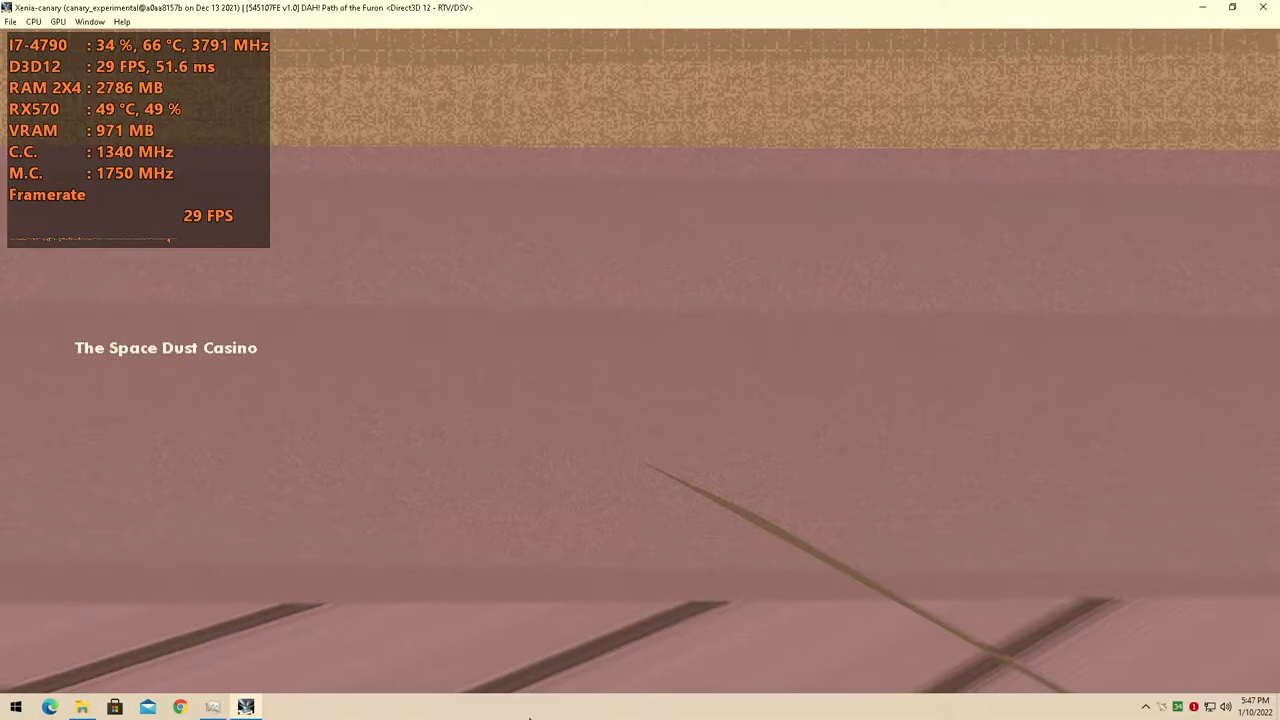 Xenia-canary (canary_experimental@a0aa8157b on Dec 13 2021) | [545107FE v1.0] DAH! Path of the Furon <Direct3D 12 - RTV/DSV>
File CPU GPU Window Help
I7-4790 : 34 %, 66 °C, 3791 MHz
D3D12 : 29 FPS, 51.6 ms
RAM 2X4 : 2786 MB
RX570 : 49 °C, 49 %
VRAM : 971 MB
C.C. : 1340 MHz
M.C. : 1750 MHz
Framerate
29 FPS
The Space Dust Casino
5:47 PM
1/10/2022